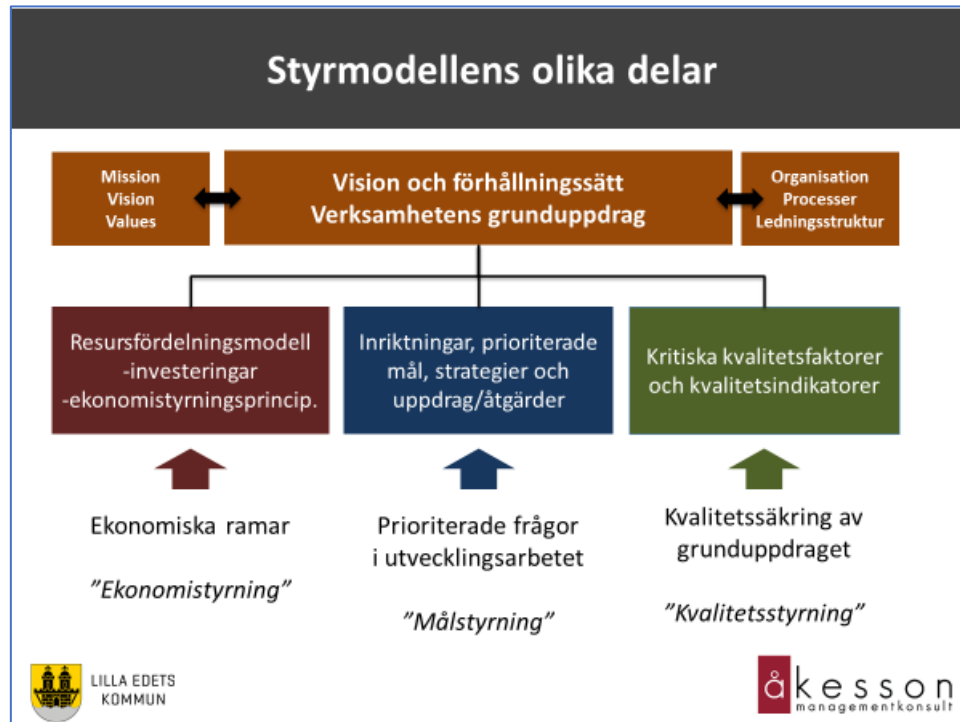 Styrmodellens olika delar
Mission
Vision
Values
Vision och förhållningssätt
Verksamhetens grunduppdrag
Organisation
Processer
Ledningsstruktur
Resursfördelningsmodell
-investeringar
-ekonomistyrningsprincip.
Inriktningar, prioriterade
mål, strategier och
uppdrag/åtgärder
Kritiska kvalitetsfaktorer
och kvalitetsindikatorer
Ekonomiska ramar
”Ekonomistyrning”
Prioriterade frågor
i utvecklingsarbetet
”Målstyrning”
Kvalitetssäkring av
grunduppdraget
”Kvalitetsstyrning”
LILLA EDETS
KOMMUN
åkesson
managementkonsult